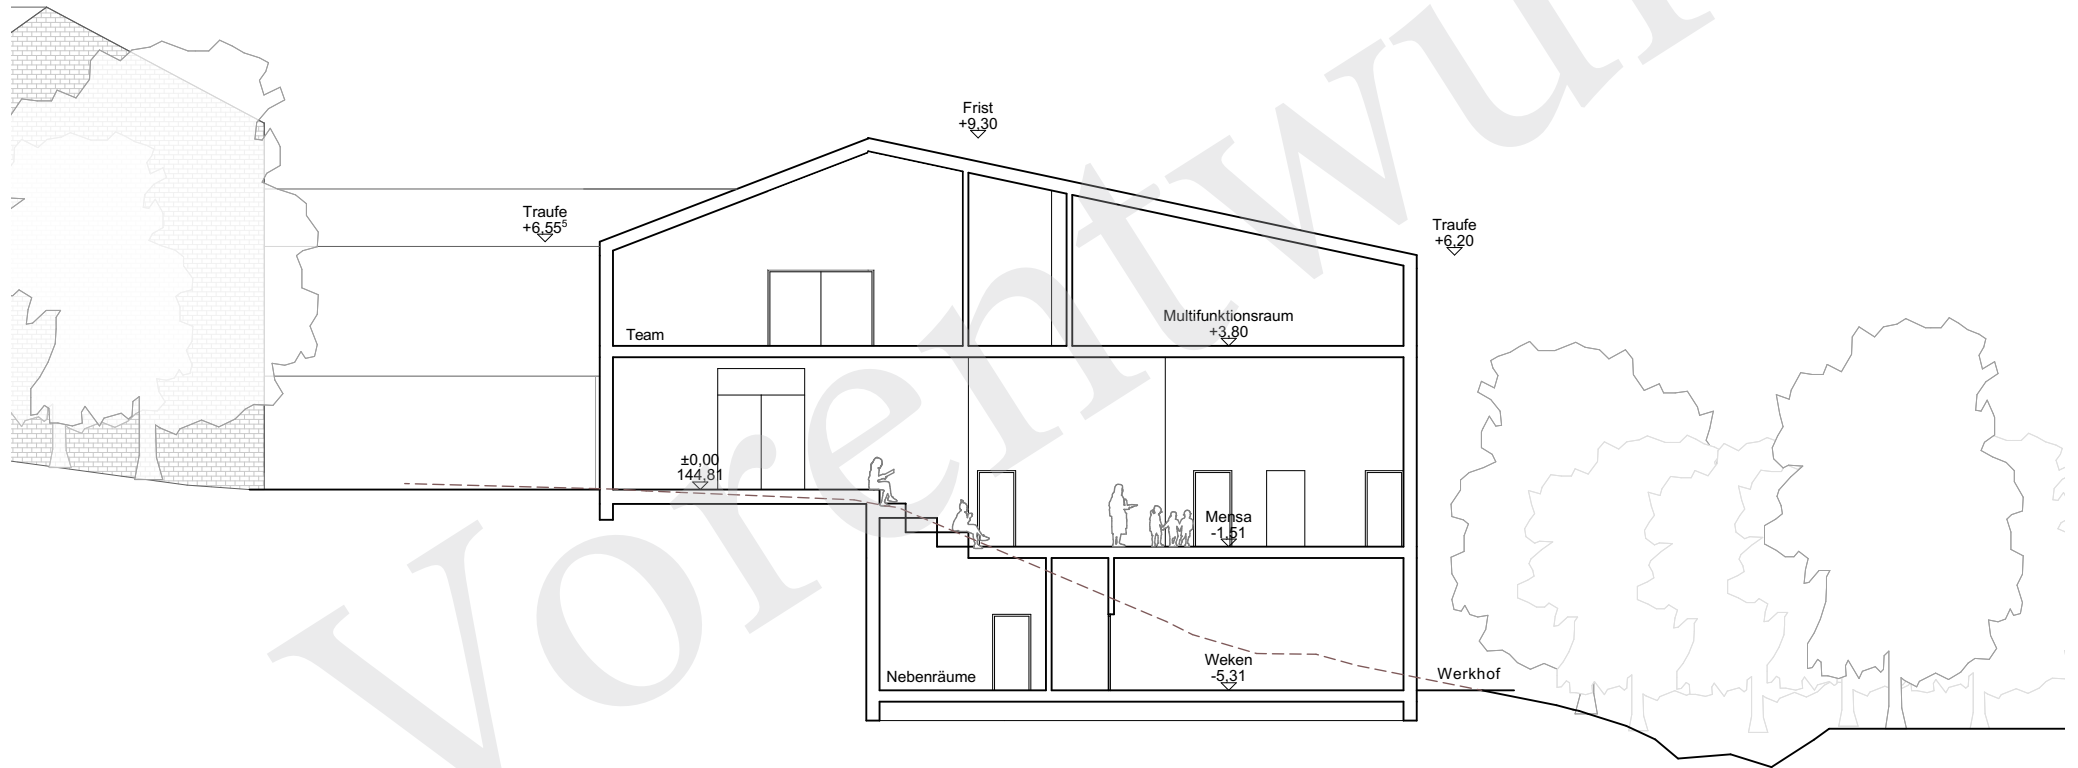 Frist
+9,30
Traufe
+6,55⁵
Traufe
+6,20
Multifunktionsraum
+3,80
Team
±0,00
144,81
Mensa
-1,51
Weken
-5,31
Nebenräume
Werkhof
Vorentwur